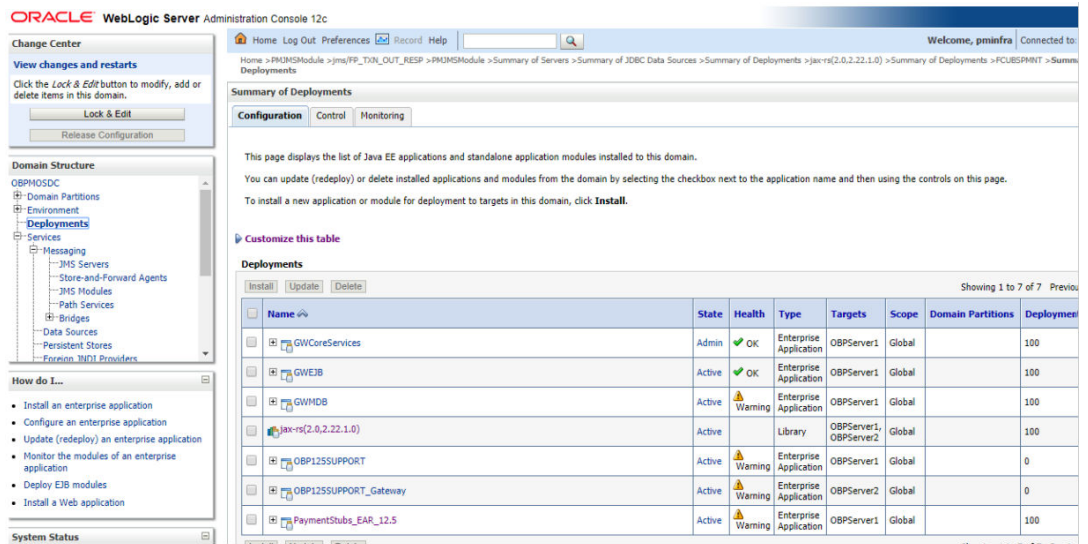 ORACLE WebLogic Server Administration Console 12c
Change Center
View changes and restarts
Click the Lock & Edit button to modify, add or
delete items in this domain.
Lock & Edit
Release Configuration
Domain Structure
OBPMOSDC
Domain Partitions
Environment
Deployments
Services
Messaging
JMS Servers
Store-and-Forward Agents
JMS Modules
Path Services
Bridges
Data Sources
Persistent Stores
Foreign JNDI Providers
How do I...
Install an enterprise application
Configure an enterprise application
Update (redeploy) an enterprise application
Monitor the modules of an enterprise
application
Deploy EJB modules
Install a Web application
System Status
Home Log Out Preferences Record Help
Welcome, pminfra Connected to:
Home >PMJMSModule >jms/FP_TXN_OUT_RESP >PMJMSModule >Summary of Servers >Summary of JDBC Data Sources >Summary of Deployments >jax-rs(2.0,2.22.1.0) >Summary of Deployments >FCUBSPMNT >Summa
Deployments
Summary of Deployments
Configuration Control Monitoring
This page displays the list of Java EE applications and standalone application modules installed to this domain.
You can update (redeploy) or delete installed applications and modules from the domain by selecting the checkbox next to the application name and then using the controls on this page.
To install a new application or module for deployment to targets in this domain, click Install.
Customize this table
Deployments
Install Update Delete
Showing 1 to 7 of 7 Previou
Name State Health Type Targets Scope Domain Partitions Deploymen
GWCoreServices Admin OK Enterprise Application OBPServer1 Global 100
GWEJB Active OK Enterprise Application OBPServer1 Global 100
GWMDB Active Warning Enterprise Application OBPServer1 Global 100
jax-rs(2.0,2.22.1.0) Active Library OBPServer1, OBPServer2 Global 100
OBP125SUPPORT Active Warning Enterprise Application OBPServer1 Global 0
OBP125SUPPORT_Gateway Active Warning Enterprise Application OBPServer2 Global 0
PaymentStubs_EAR_12.5 Active Warning Enterprise Application OBPServer1 Global 100